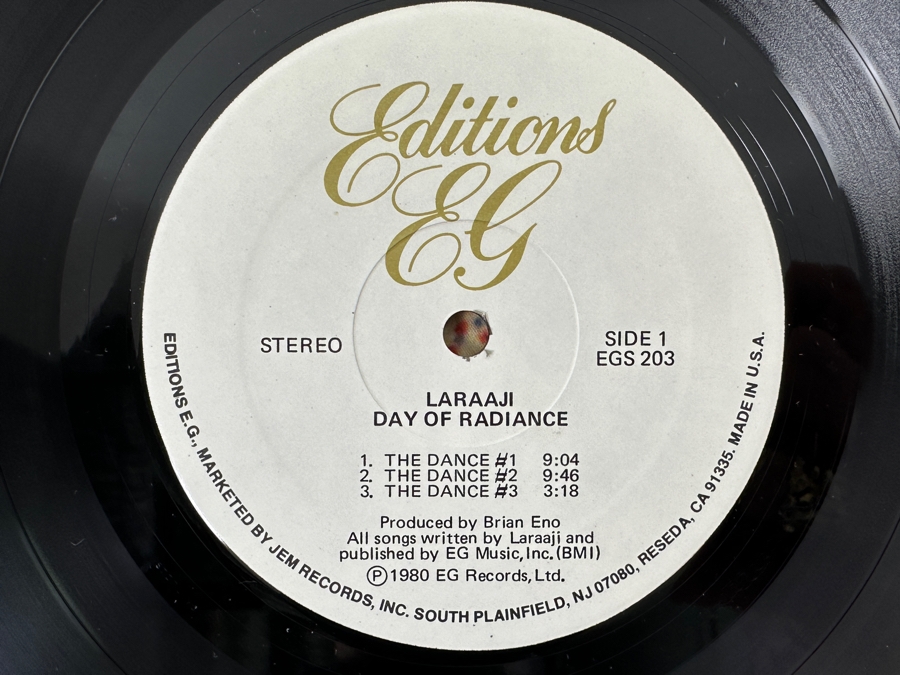 Editions
EG
STEREO
SIDE 1
EGS 203
LARAAJI
DAY OF RADIANCE
1. THE DANCE #1 9:04
2. THE DANCE #2 9:46
3. THE DANCE #3 3:18
Produced by Brian Eno
All songs written by Laraaji and
published by EG Music, Inc. (BMI)
Ⓟ1980 EG Records, Ltd.
EDITIONS E.G., MARKETED BY JEM RECORDS, INC. SOUTH PLAINFIELD, NJ 07080, RESEDA, CA 91335. MADE IN U.S.A.